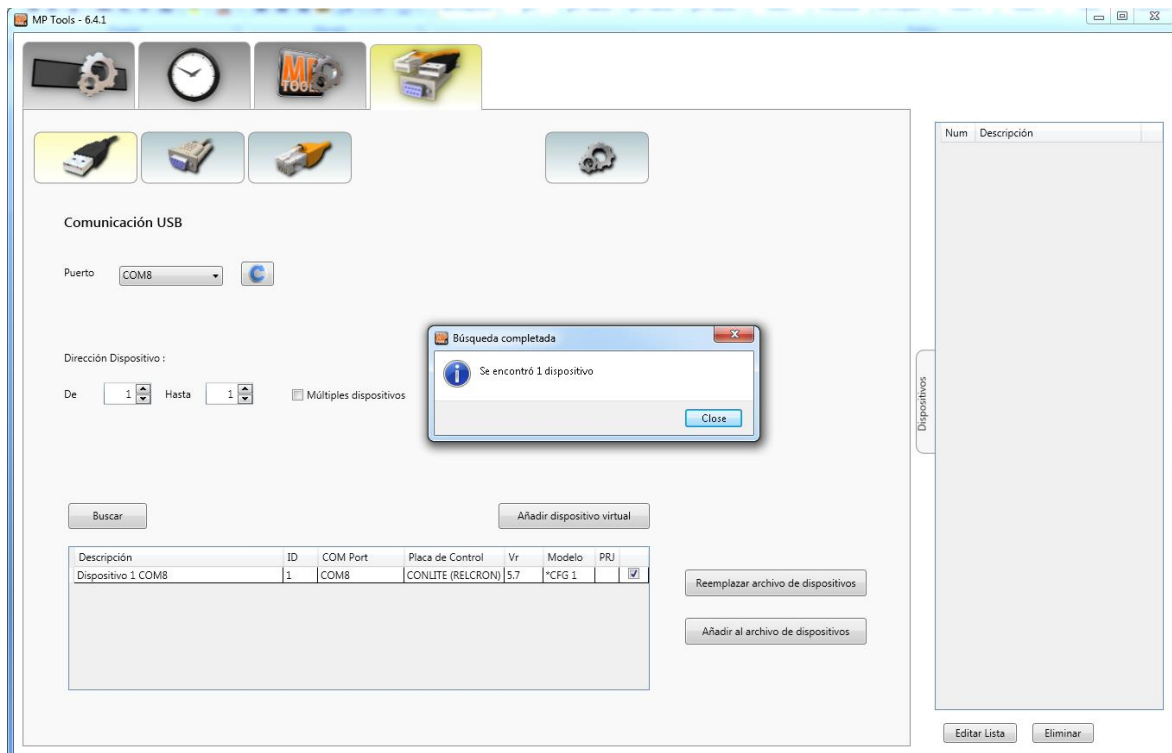 MP Tools - 6.4.1
MP
TOOLS
Num Descripción
Comunicación USB
Puerto COM8
Búsqueda completada
Se encontró 1 dispositivo
Close
Dirección Dispositivo :
De 1 Hasta 1 Múltiples dispositivos
Dispositivos
Buscar Añadir dispositivo virtual
Descripción ID COM Port Placa de Control Vr Modelo PRJ
Dispositivo 1 COM8 1 COM8 CONLITE (RELCRON) 5.7 *CFG 1
Reemplazar archivo de dispositivos
Añadir al archivo de dispositivos
Editar Lista Eliminar